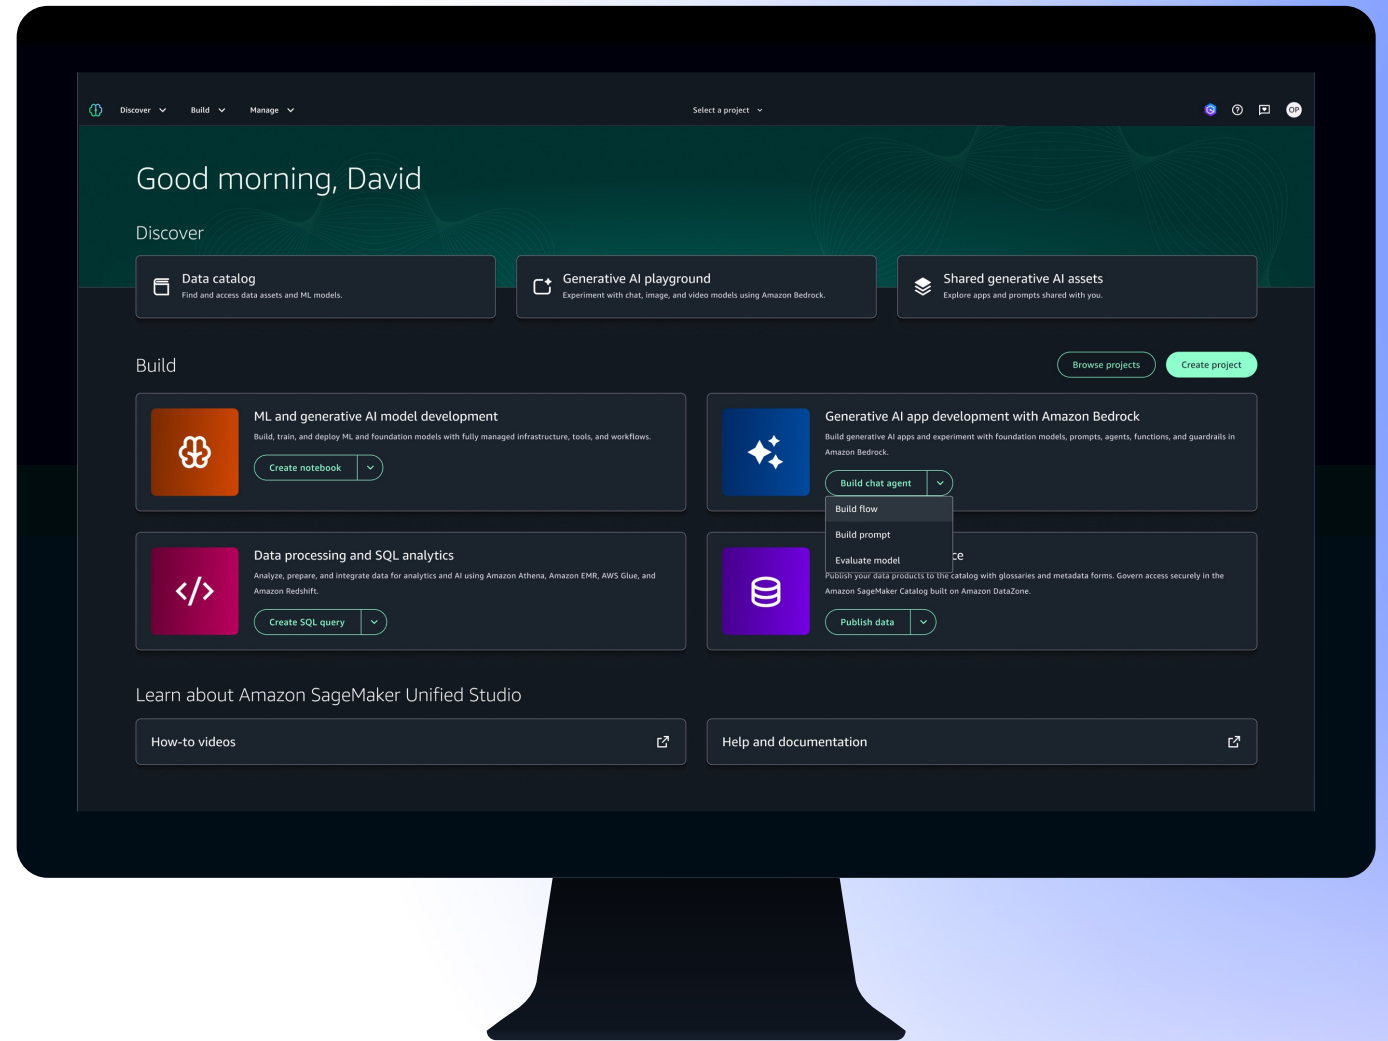 Discover
Build
Manage
Select a project
OP
Good morning, David
Discover
Data catalog
Find and access data assets and ML models.
Generative AI playground
Experiment with chat, image, and video models using Amazon Bedrock.
Shared generative AI assets
Explore apps and prompts shared with you.
Build
Browse projects
Create project
ML and generative AI model development
Build, train, and deploy ML and foundation models with fully managed infrastructure, tools, and workflows.
Create notebook
Generative AI app development with Amazon Bedrock
Build generative AI apps and experiment with foundation models, prompts, agents, functions, and guardrails in
Amazon Bedrock.
Build chat agent
Build flow
Build prompt
Evaluate model
Data processing and SQL analytics
Analyze, prepare, and integrate data for analytics and AI using Amazon Athena, Amazon EMR, AWS Glue, and
Amazon Redshift.
Create SQL query
ce
Publish your data products to the catalog with glossaries and metadata forms. Govern access securely in the
Amazon SageMaker Catalog built on Amazon DataZone.
Publish data
Learn about Amazon SageMaker Unified Studio
How-to videos
Help and documentation